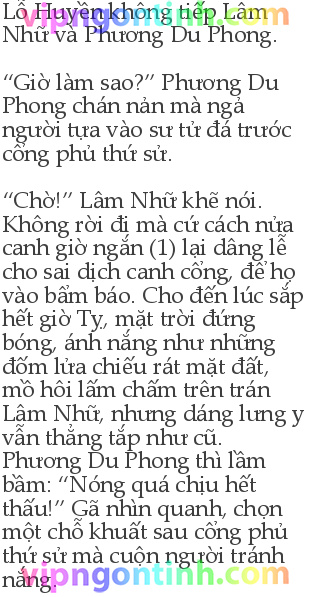 Lỗ Huyền không tiếp Lâm
Nhữ và Phương Du Phong.
“Giờ làm sao?” Phương Du
Phong chán nản mà ngả
người tựa vào sư tử đá trước
cổng phủ thứ sử.
“Chờ!” Lâm Nhữ khẽ nói.
Không rời đi mà cứ cách nửa
canh giờ ngắn (1) lại dâng lễ
cho sai dịch canh cổng, để họ
vào bẩm báo. Cho đến lúc sắp
hết giờ Tỵ, mặt trời đứng
bóng, ánh nắng như những
đốm lửa chiếu rát mặt đất,
mồ hôi lấm chấm trên trán
Lâm Nhữ, nhưng dáng lưng y
vẫn thẳng tắp như cũ.
Phương Du Phong thì lầm
bầm: “Nóng quá chịu hết
thấu!” Gã nhìn quanh, chọn
một chỗ khuất sau cổng phủ
thứ sử mà cuộn người tránh
nắng.
vipngontinh.com
vipngontinh.com